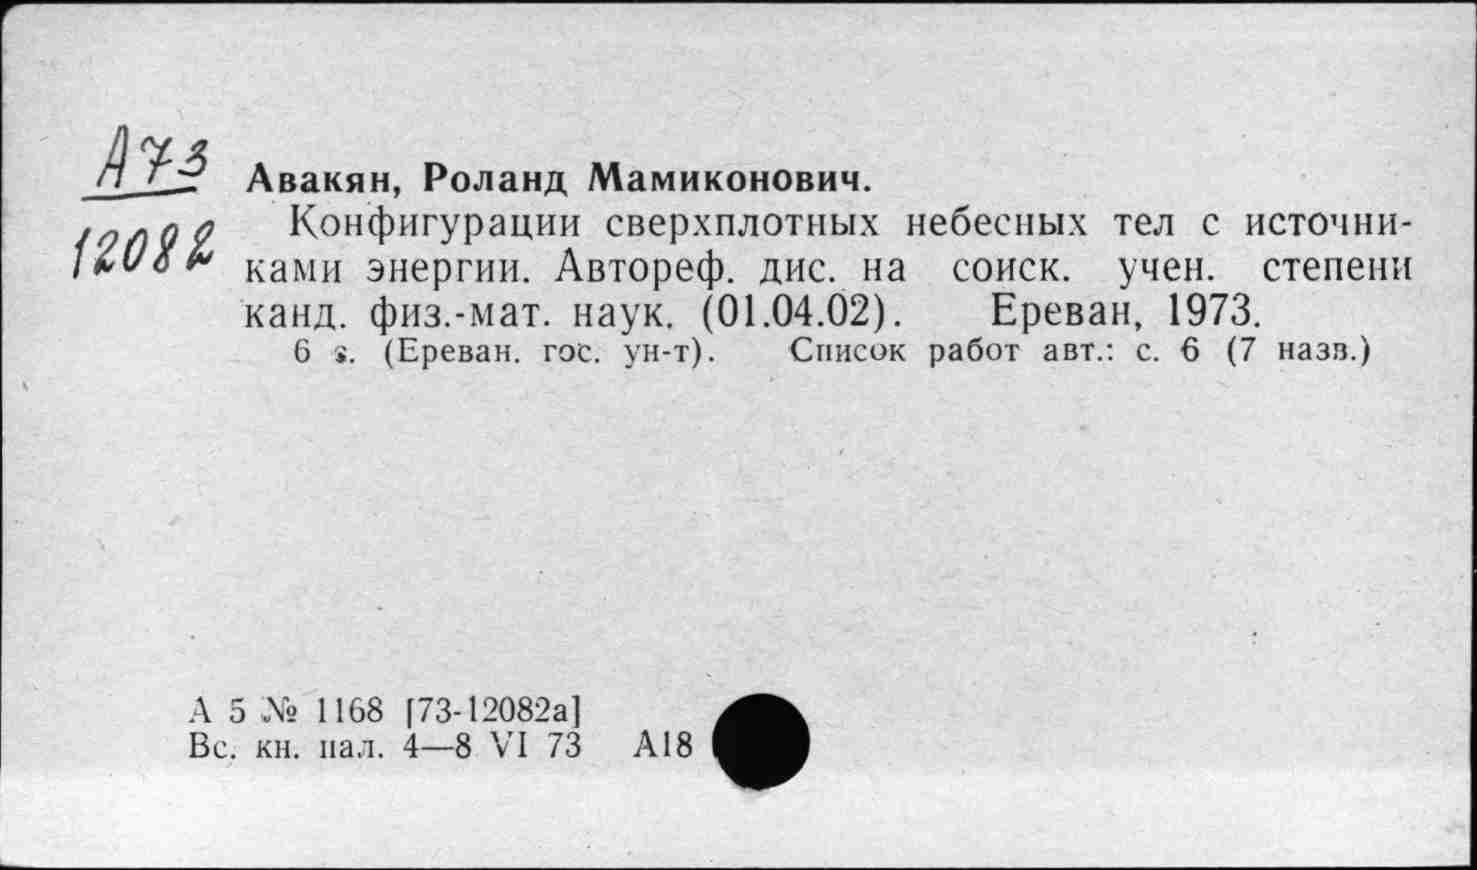 А73
12082
Авакян, Роланд Мамиконович.
Конфигурации сверхплотных небесных тел с источни-
ками энергии. Автореф. дис. на соиск. учен. степени
канд. физ.-мат. наук. (01.04.02). Ереван, 1973.
6 с. (Ереван. гос. ун-т). Список работ авт.: с. 6 (7 назв.)
А 5 № 1168 [73-12082а]
Вс. кн. пал. 4—8 VI 73 А18